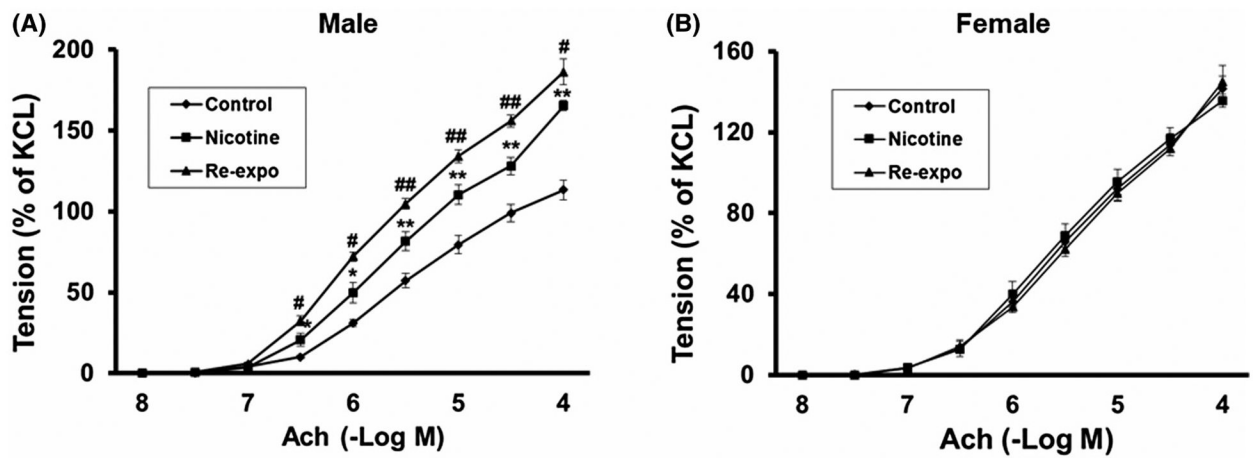 (A)
Male
Tension (% of KCL)
200
150
100
50
0
Control
Nicotine
Re-expo
#
*
#
*
##
**
##
**
##
**
#
**
8
7
6
5
4
Ach (-Log M)
(B)
Female
Tension (% of KCL)
160
120
80
40
0
Control
Nicotine
Re-expo
8
7
6
5
4
Ach (-Log M)